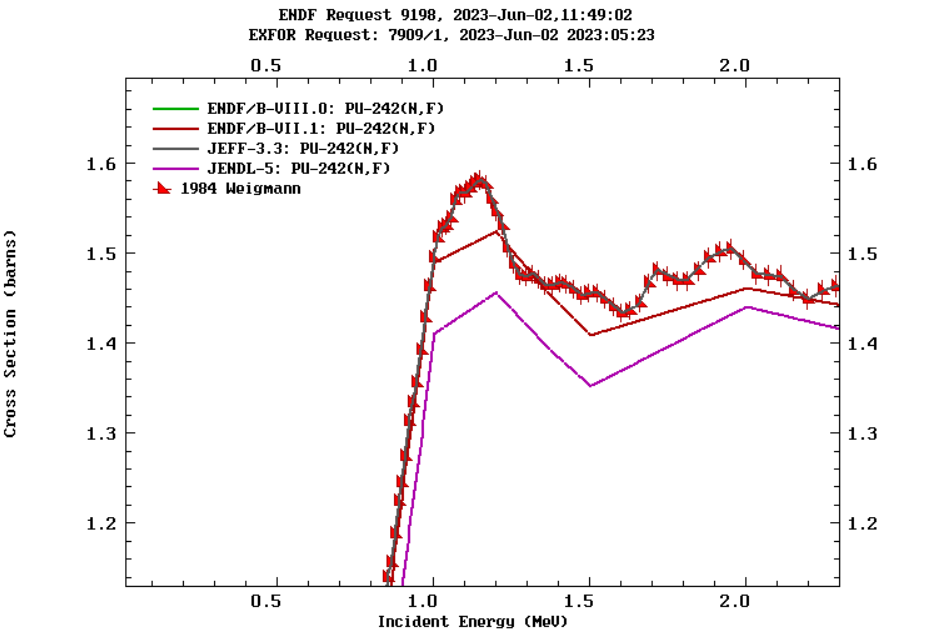 ENDF Request 9198, 2023-Jun-02,11:49:02
EXFOR Request: 7909/1, 2023-Jun-02 2023:05:23
0.5 1.0 1.5 2.0
ENDF/B-VIII.0: PU-242(N,F)
ENDF/B-VII.1: PU-242(N,F)
JEFF-3.3: PU-242(N,F)
JENDL-5: PU-242(N,F)
1984 Weigmann
1.6 1.6
1.5 1.5
1.4 1.4
1.3 1.3
1.2 1.2
Cross Section (barns)
0.5 1.0 1.5 2.0
Incident Energy (MeV)